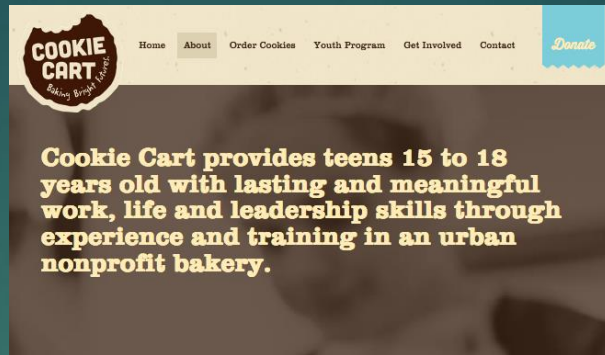 COOKIE
CART
Baking Bright futures.
Home About Order Cookies Youth Program Get Involved Contact
Donate
Cookie Cart provides teens 15 to 18
years old with lasting and meaningful
work, life and leadership skills through
experience and training in an urban
nonprofit bakery.